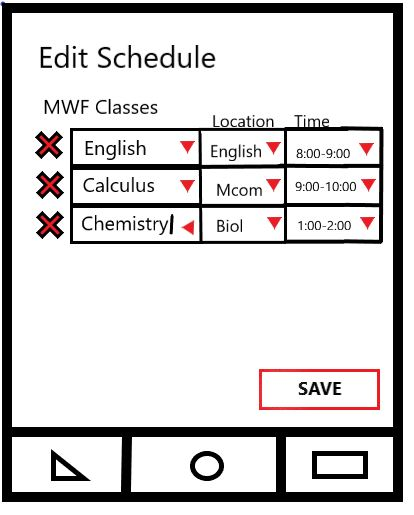 Edit Schedule
MWF Classes
Location Time
English English 8:00-9:00
Calculus Mcom 9:00-10:00
Chemistry Biol 1:00-2:00
SAVE